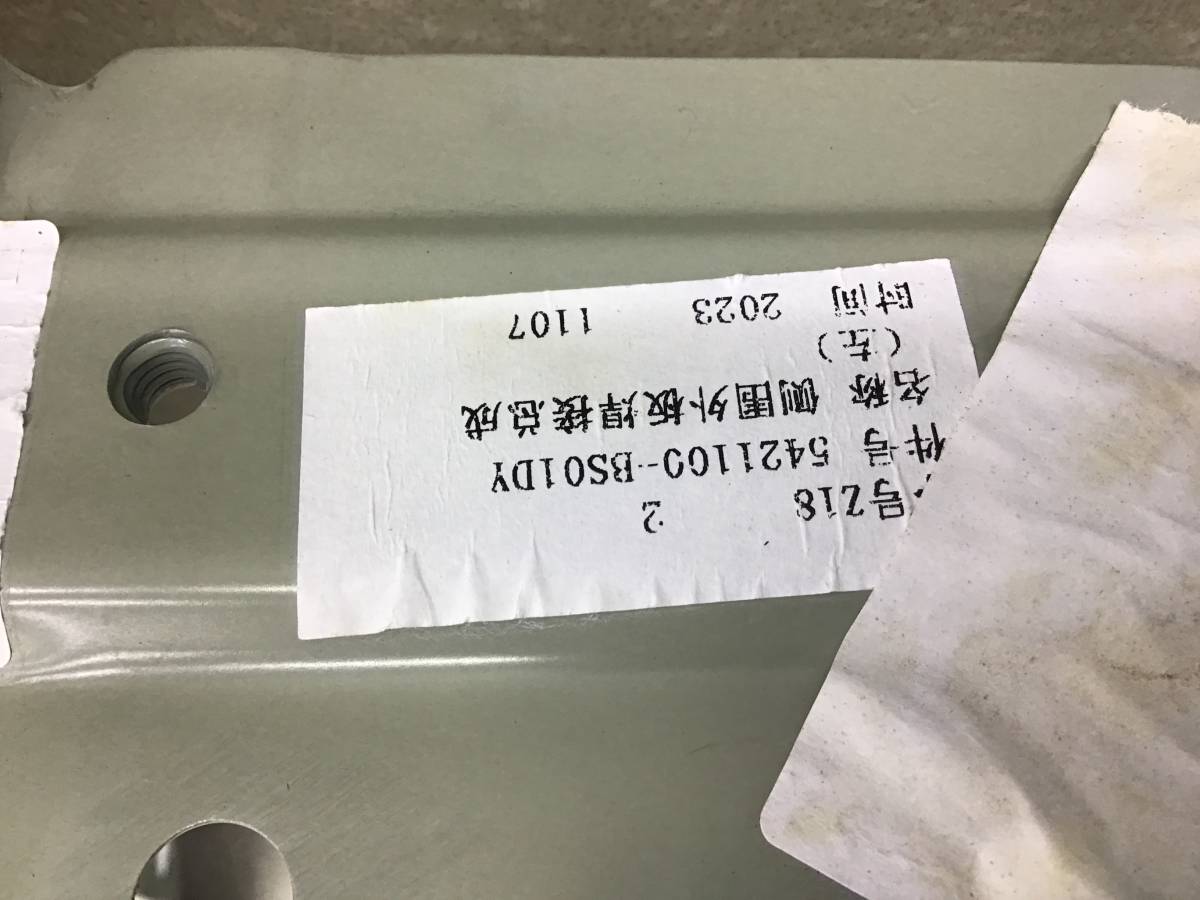 号Z18 2
件号 5421100-BS01DY
名称 侧围外板焊接总成
（左）
时间 2023 1107